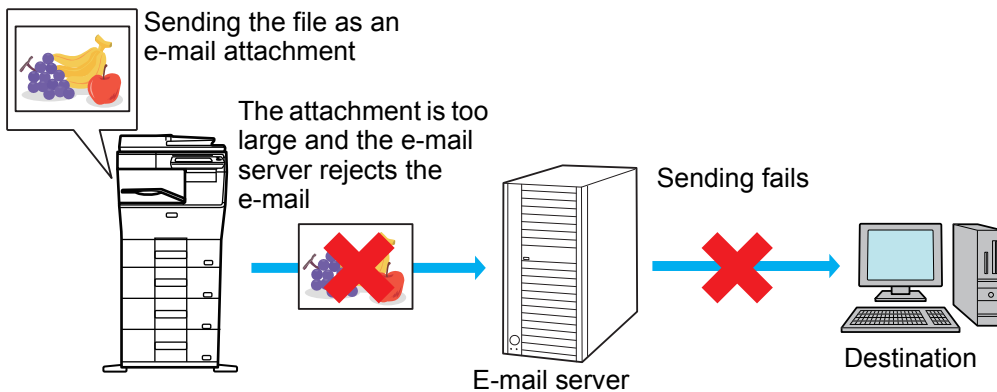 Sending the file as an
e-mail attachment
The attachment is too
large and the e-mail
server rejects the
e-mail
Sending fails
E-mail server
Destination